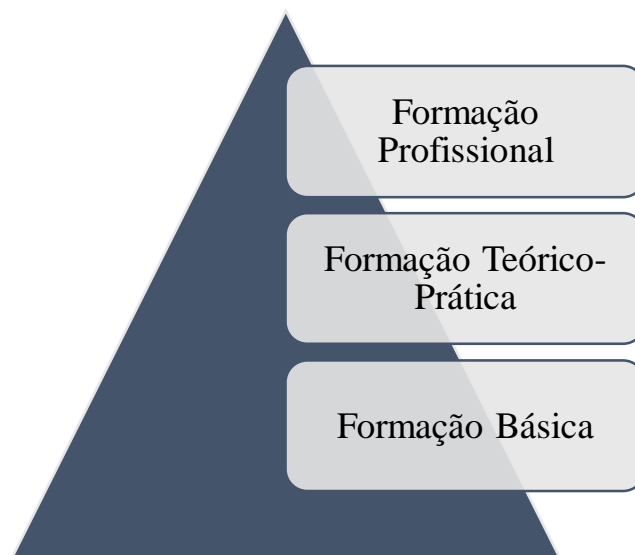 Formação
Profissional
Formação Teórico-
Prática
Formação Básica